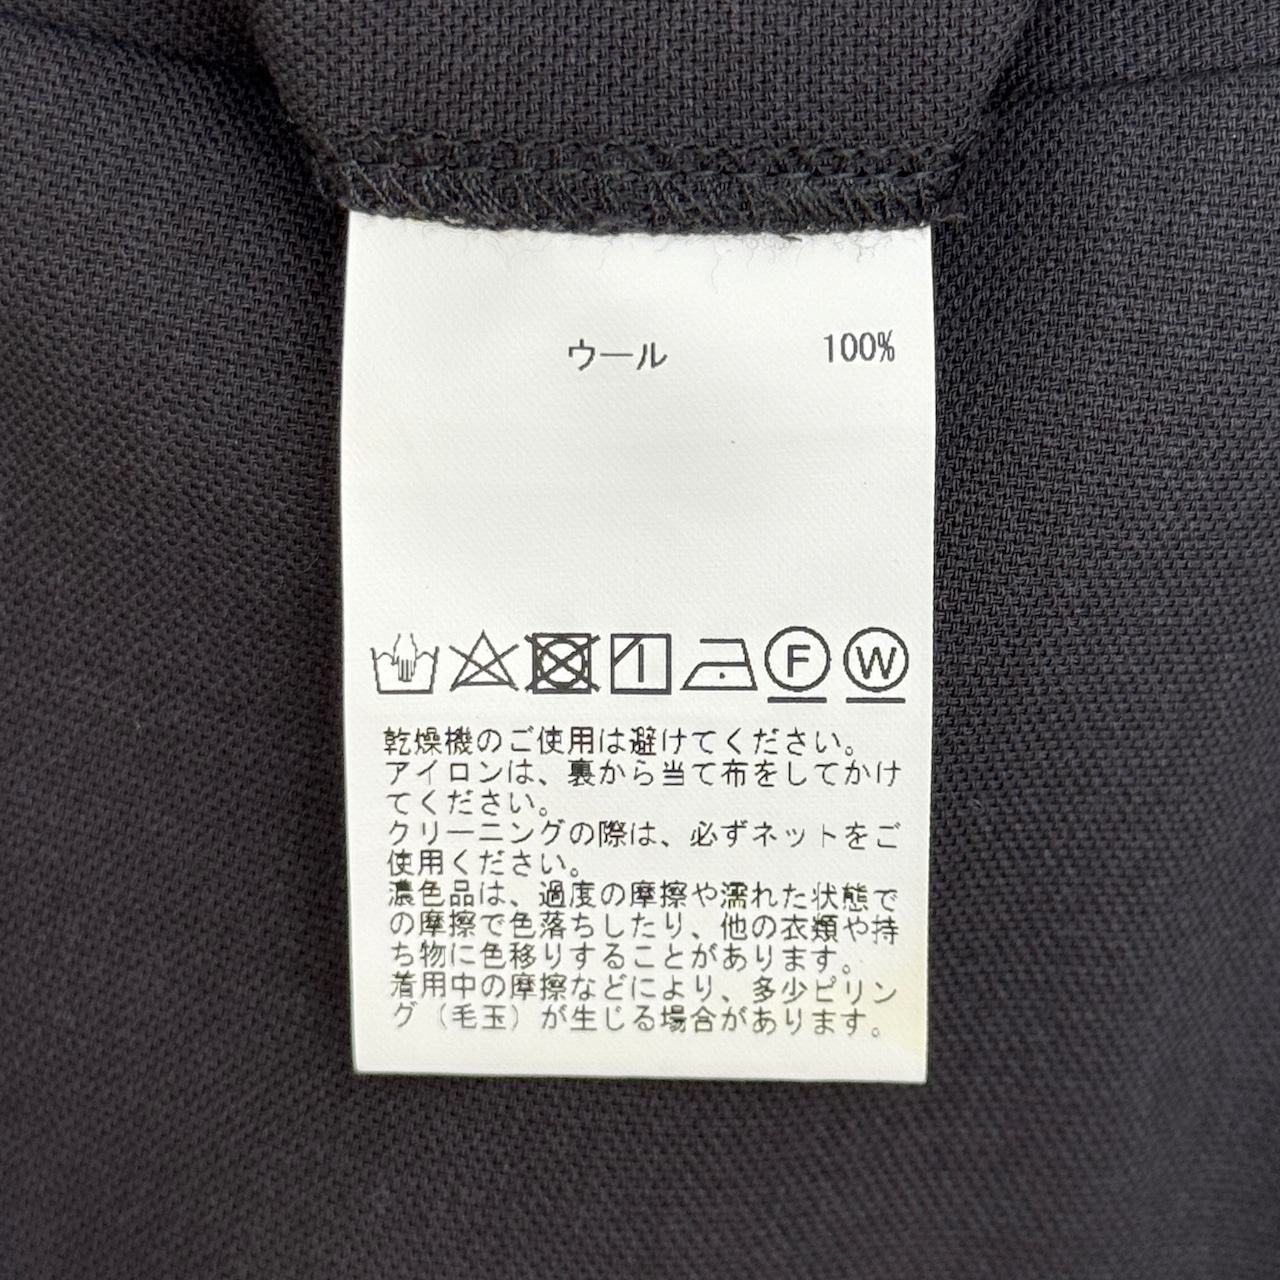 ウール 100%
F W
乾燥機のご使用は避けてください。
アイロンは、裏から当て布をしてかけ
てください。
クリーニングの際は、必ずネットをご
使用ください。
濃色品は、過度の摩擦や濡れた状態で
の摩擦で色落ちしたり、他の衣類や持
ち物に色移りすることがあります。
着用中の摩擦などにより、多少ピリン
グ（毛玉）が生じる場合があります。